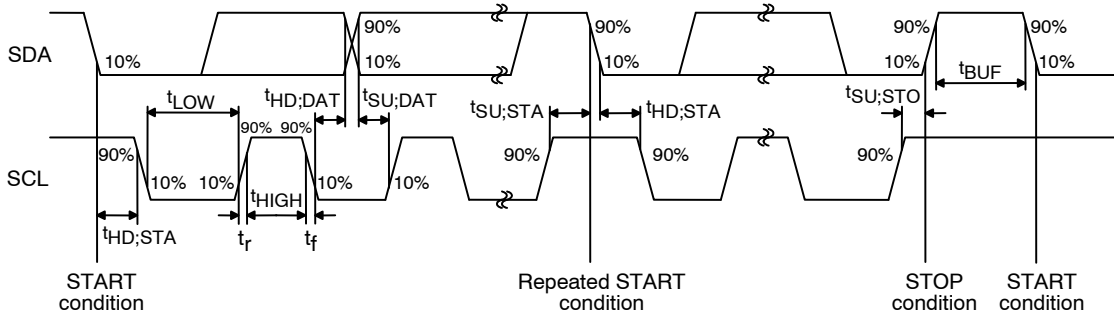 90% 90% 90% 90%
SDA 10% 10% 10% 10% 10%
tBUF
tLOW tHD;DAT tSU;DAT tSU;STA tHD;STA tSU;STO
90% 90%
90% 90% 90% 90%
SCL 10% 10% 10% 10% 10%
tHIGH
tHD;STA tr tf
START condition
Repeated START condition
STOP condition
START condition